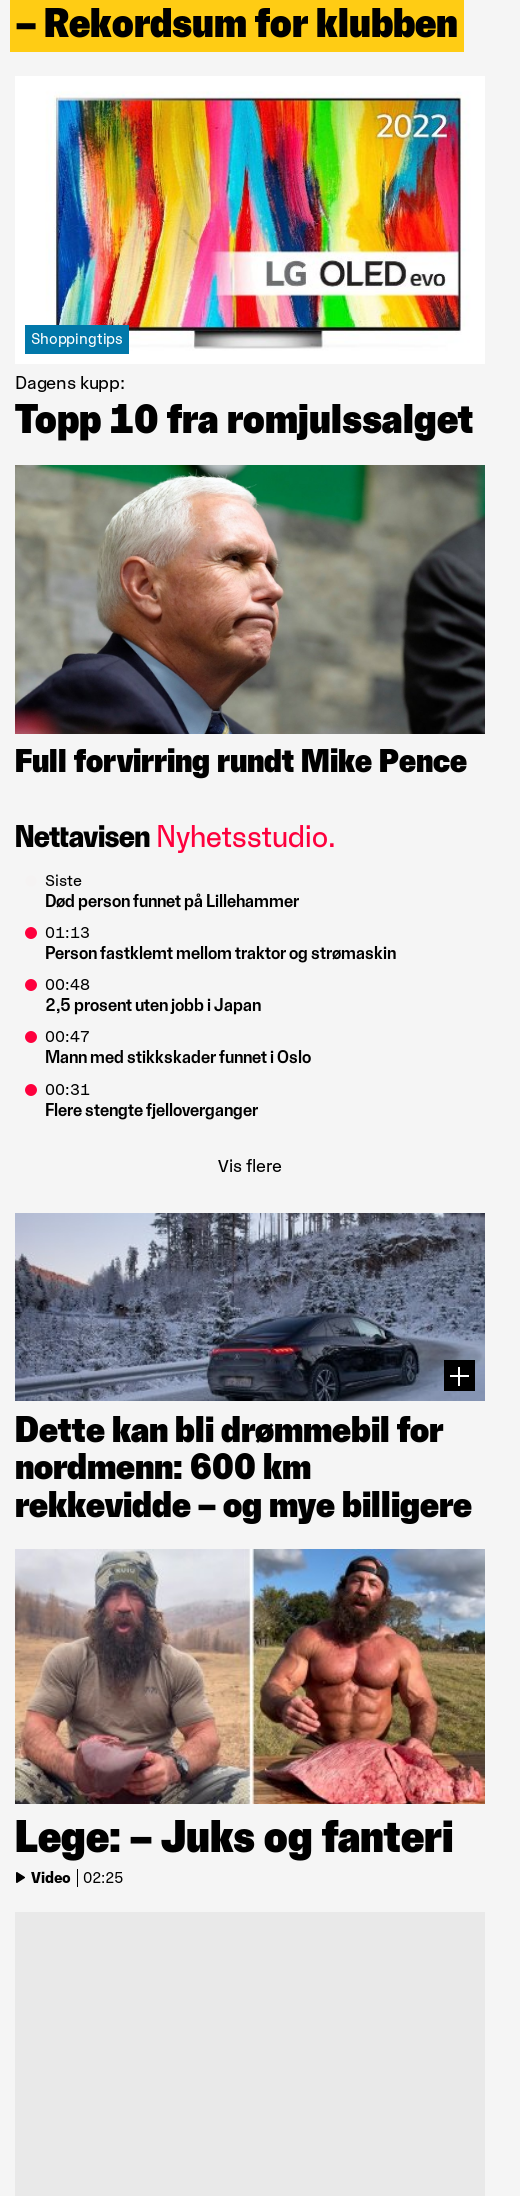 – Rekordsum for klubben
2022
LG OLED evo
Shoppingtips
Dagens kupp:
Topp 10 fra romjulssalget
Full forvirring rundt Mike Pence
Nettavisen Nyhetsstudio.
Siste
Død person funnet på Lillehammer
01:13
Person fastklemt mellom traktor og strømaskin
00:48
2,5 prosent uten jobb i Japan
00:47
Mann med stikkskader funnet i Oslo
00:31
Flere stengte fjelloverganger
Vis flere
Dette kan bli drømmebil for
nordmenn: 600 km
rekkevidde – og mye billigere
Lege: – Juks og fanteri
Video | 02:25